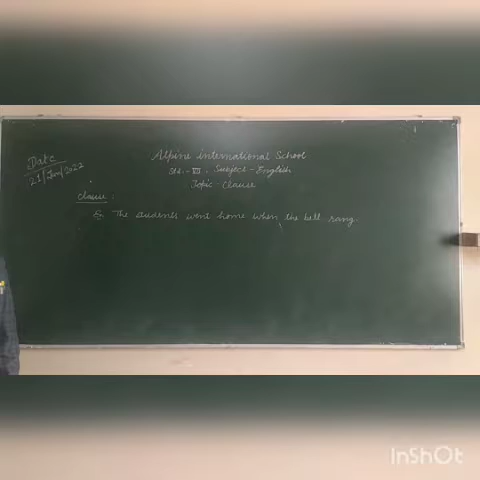 Date
21/Jan/2022
Alpine international School
Std:- VII. Subject - English
Topic - Clause
Clause :
The students went home when the bell rang.
InShOt